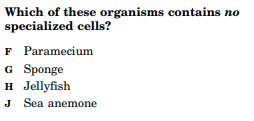 Which of these organisms contains no
specialized cells?
F Paramecium
G Sponge
H Jellyfish
J Sea anemone